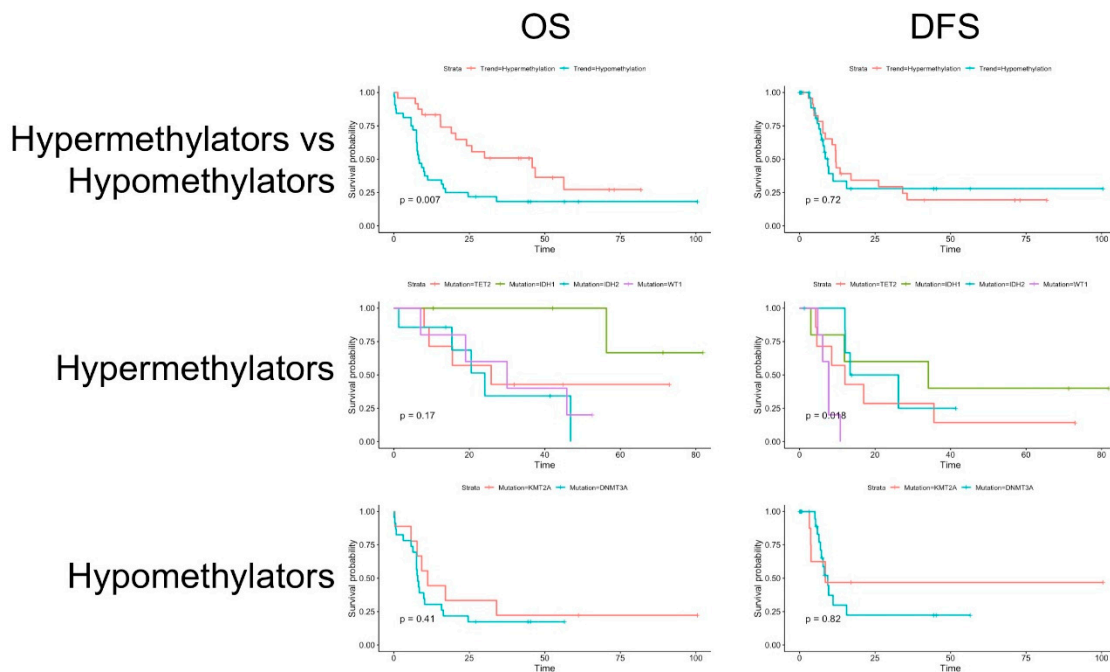 OS
DFS
Hypermethylators vs
Hypomethylators
Strata Trend=Hypermethylation Trend=Hypomethylation
Survival probability
1.00
0.75
0.50
0.25
0.00
p = 0.007
0 25 50 75 100
Time
Strata Trend=Hypermethylation Trend=Hypomethylation
Survival probability
1.00
0.75
0.50
0.25
0.00
p = 0.72
0 25 50 75 100
Time
Hypermethylators
Strata Mutation=TET2 Mutation=IDH1 Mutation=IDH2 Mutation=WT1
Survival probability
1.00
0.75
0.50
0.25
0.00
p = 0.17
0 20 40 60 80
Time
Strata Mutation=TET2 Mutation=IDH1 Mutation=IDH2 Mutation=WT1
Survival probability
1.00
0.75
0.50
0.25
0.00
p = 0.018
0 20 40 60 80
Time
Hypomethylators
Strata Mutation=KMT2A Mutation=DNMT3A
Survival probability
1.00
0.75
0.50
0.25
0.00
p = 0.41
0 25 50 75 100
Time
Strata Mutation=KMT2A Mutation=DNMT3A
Survival probability
1.00
0.75
0.50
0.25
0.00
p = 0.82
0 25 50 75 100
Time